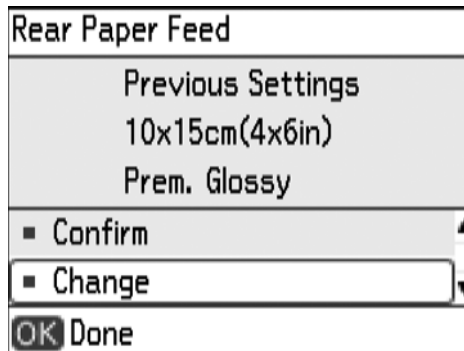 Rear Paper Feed
Previous Settings
10x15cm(4x6in)
Prem. Glossy
Confirm
Change
OK Done